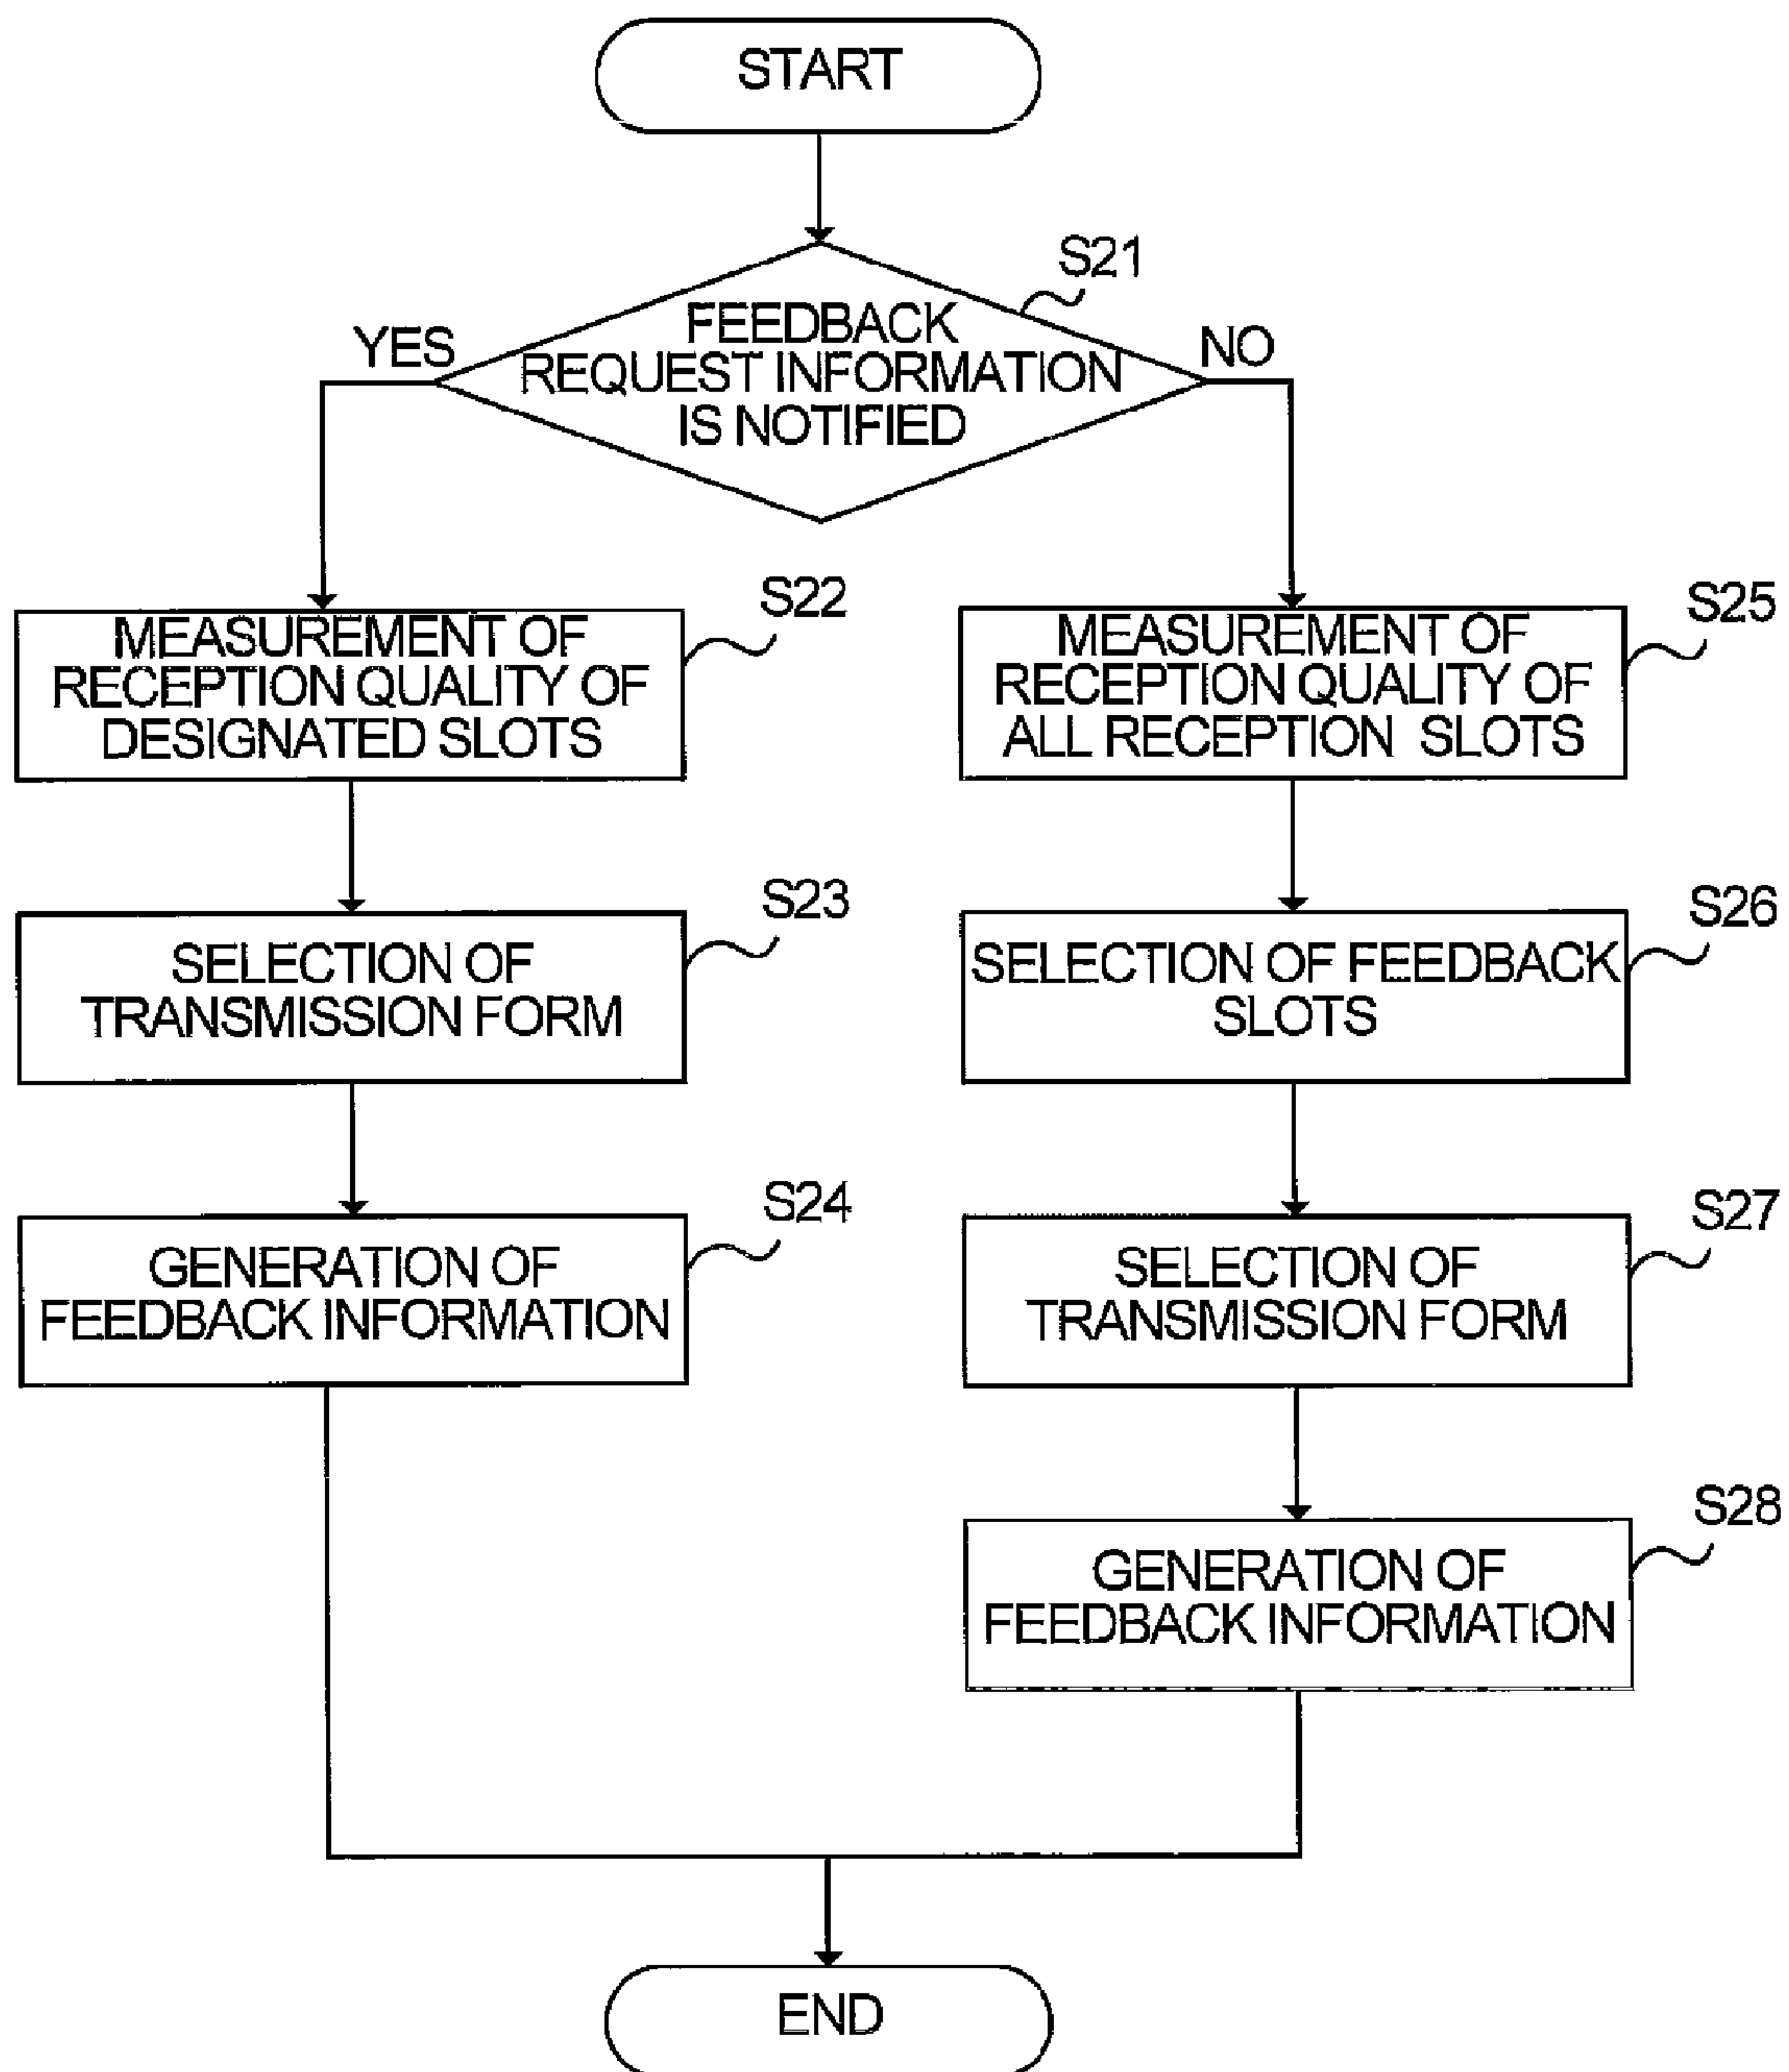 START
S21
FEEDBACK
REQUEST INFORMATION
IS NOTIFIED
YES
NO
S22
MEASUREMENT OF
RECEPTION QUALITY OF
DESIGNATED SLOTS
S23
SELECTION OF
TRANSMISSION FORM
S24
GENERATION OF
FEEDBACK INFORMATION
S25
MEASUREMENT OF
RECEPTION QUALITY OF
ALL RECEPTION SLOTS
S26
SELECTION OF FEEDBACK
SLOTS
S27
SELECTION OF
TRANSMISSION FORM
S28
GENERATION OF
FEEDBACK INFORMATION
END